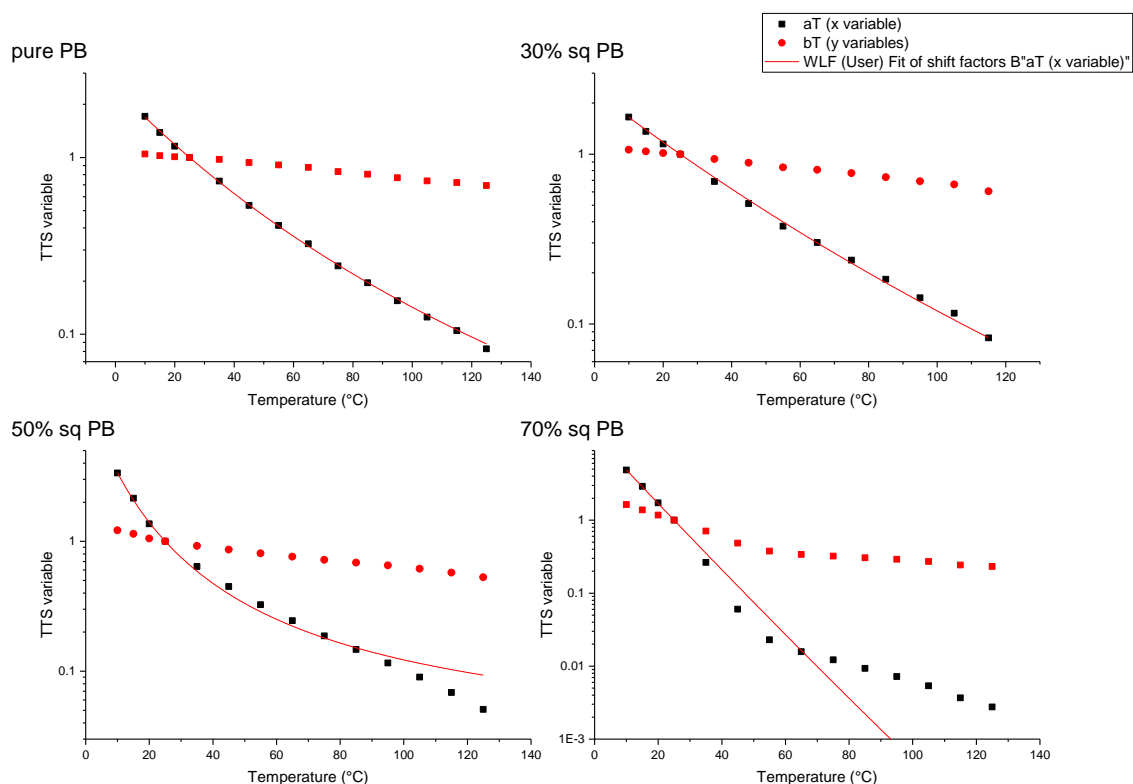 aT (x variable)
bT (y variables)
WLF (User) Fit of shift factors B"aT (x variable)"
pure PB
30% sq PB
1
0.1
TTS variable
0 20 40 60 80 100 120 140
Temperature (°C)
1
0.1
TTS variable
0 20 40 60 80 100 120
Temperature (°C)
50% sq PB
70% sq PB
1
0.1
TTS variable
0 20 40 60 80 100 120 140
Temperature (°C)
1
0.1
0.01
1E-3
TTS variable
0 20 40 60 80 100 120 140
Temperature (°C)